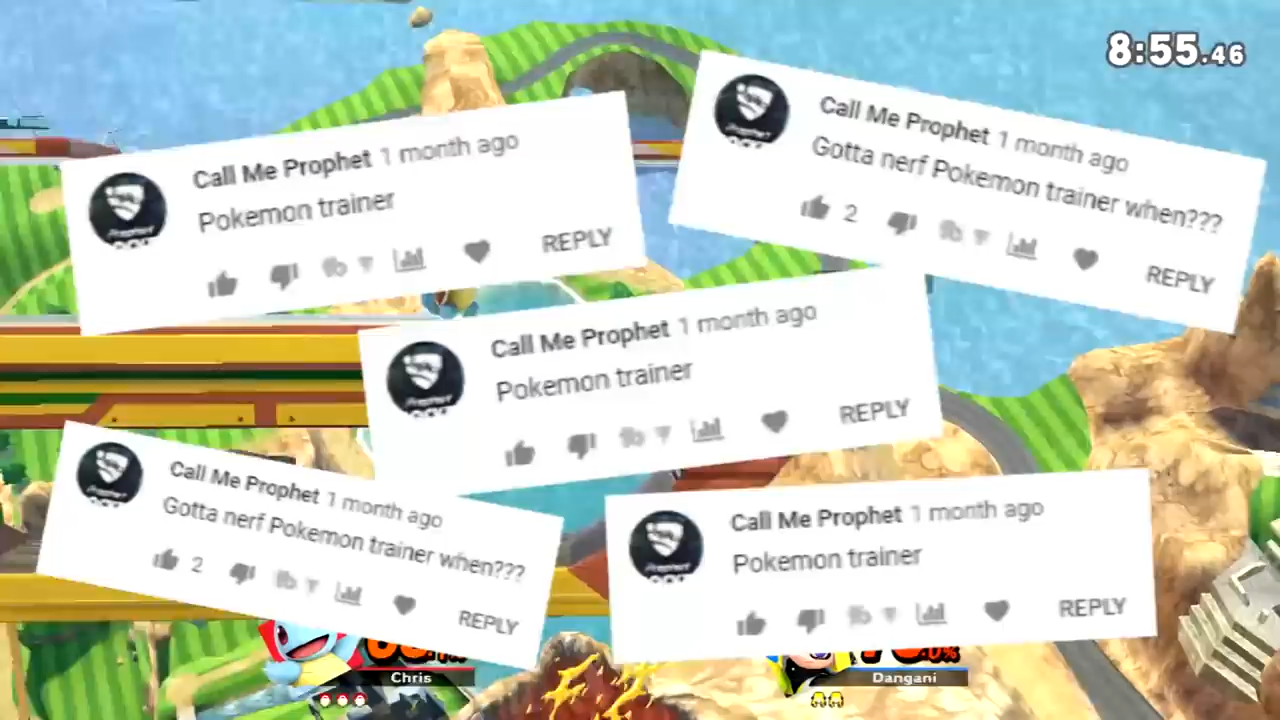 8:55.46
Call Me Prophet 1 month ago
Pokemon trainer
REPLY
Call Me Prophet 1 month ago
Gotta nerf Pokemon trainer when???
2
REPLY
Call Me Prophet 1 month ago
Pokemon trainer
REPLY
Call Me Prophet 1 month ago
Gotta nerf Pokemon trainer when???
2
REPLY
Call Me Prophet 1 month ago
Pokemon trainer
REPLY
Chris
Dangani